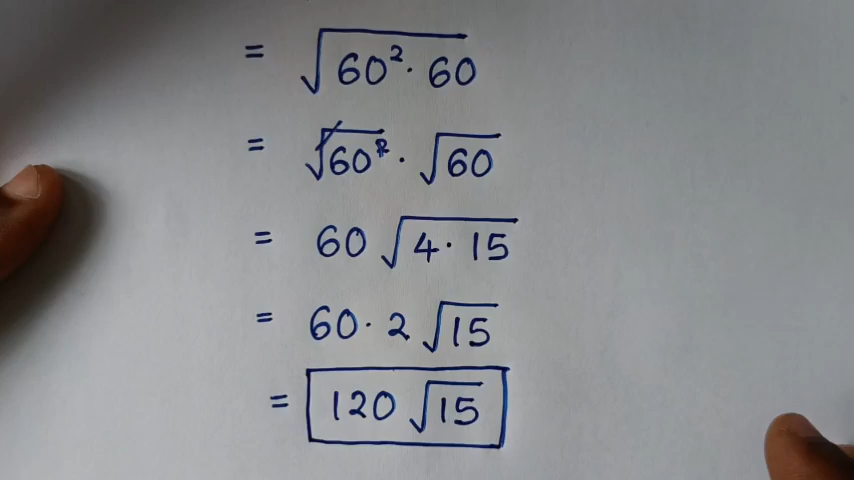 = √60² · 60
= √60² · √60
= 60 √4 · 15
= 60 · 2 √15
= 120 √15